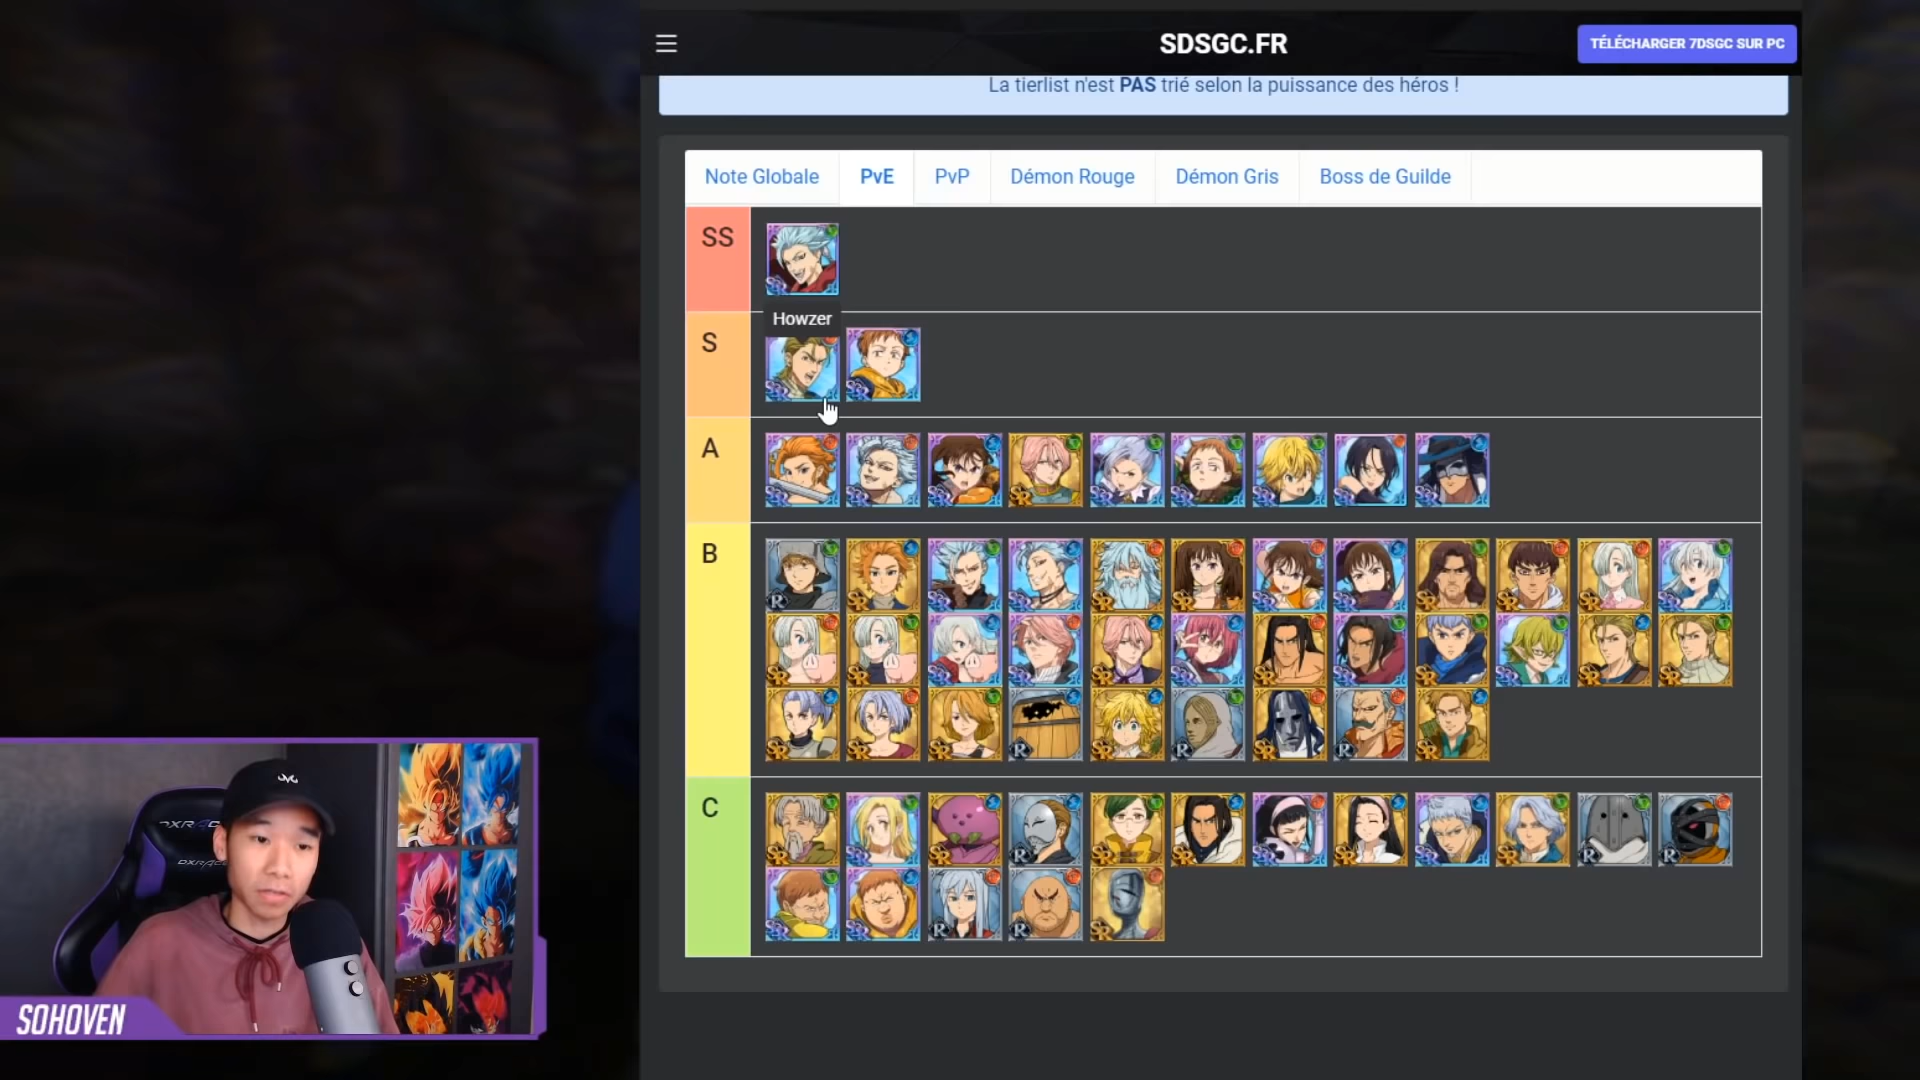 SDSGC.FR
TÉLÉCHARGER 7DSGC SUR PC
La tierlist n'est PAS trié selon la puissance des héros !
Note Globale
PvE
PvP
Démon Rouge
Démon Gris
Boss de Guilde
SS
Howzer
S
A
B
C
SOHOVEN